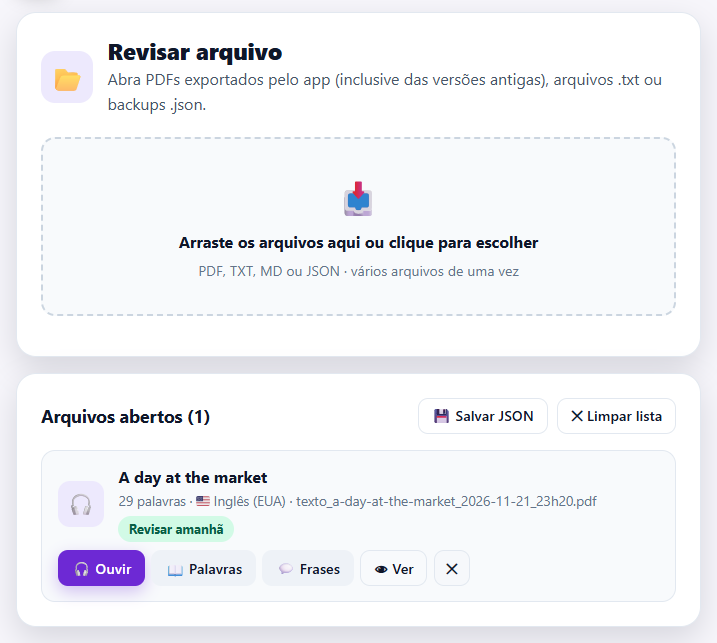 Revisar arquivo
Abra PDFs exportados pelo app (inclusive das versões antigas), arquivos .txt ou
backups .json.
Arraste os arquivos aqui ou clique para escolher
PDF, TXT, MD ou JSON · vários arquivos de uma vez
Arquivos abertos (1)
Salvar JSON
Limpar lista
A day at the market
29 palavras · Inglês (EUA) · texto_a-day-at-the-market_2026-11-21_23h20.pdf
Revisar amanhã
Ouvir
Palavras
Frases
Ver